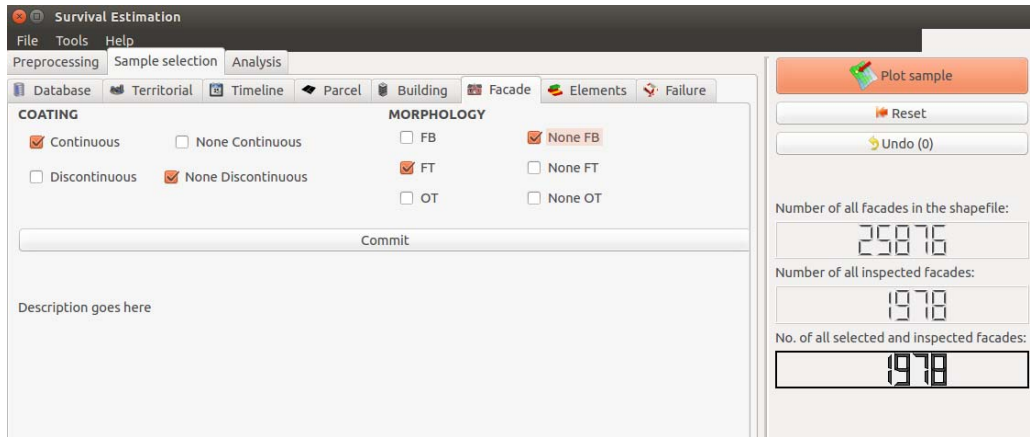 Survival Estimation
File Tools Help
Preprocessing Sample selection Analysis
Database Territorial Timeline Parcel Building Facade Elements Failure
COATING
Continuous None Continuous
Discontinuous None Discontinuous
MORPHOLOGY
FB None FB
FT None FT
OT None OT
Commit
Description goes here
Plot sample
Reset
Undo (0)
Number of all facades in the shapefile:
25876
Number of all inspected facades:
1978
No. of all selected and inspected facades:
1978